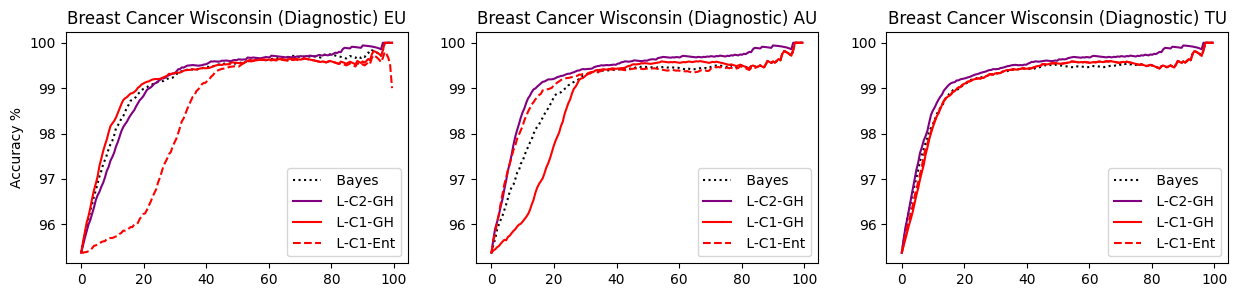 Breast Cancer Wisconsin (Diagnostic) EU
Accuracy %
100
99
98
97
96
0
20
40
60
80
100
Bayes
L-C2-GH
L-C1-GH
L-C1-Ent
Breast Cancer Wisconsin (Diagnostic) AU
100
99
98
97
96
0
20
40
60
80
100
Bayes
L-C2-GH
L-C1-GH
L-C1-Ent
Breast Cancer Wisconsin (Diagnostic) TU
100
99
98
97
96
0
20
40
60
80
100
Bayes
L-C2-GH
L-C1-GH
L-C1-Ent